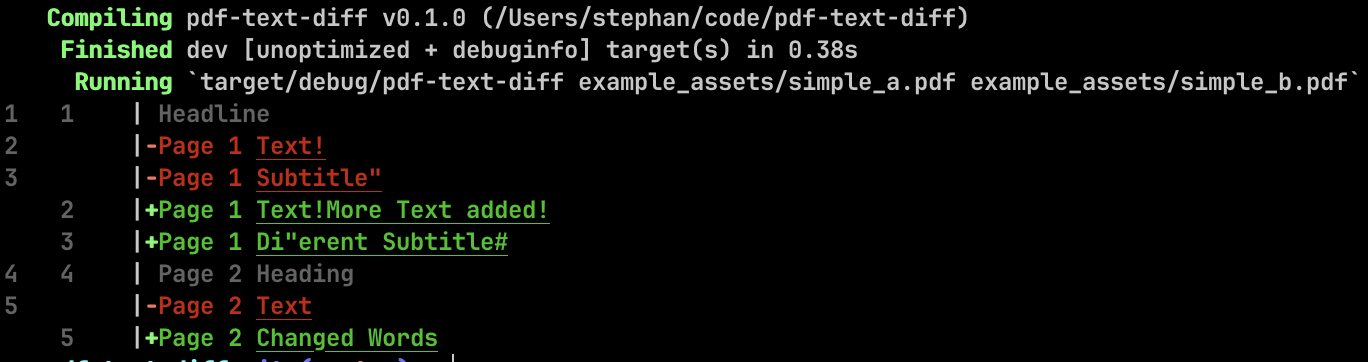 Compiling pdf-text-diff v0.1.0 (/Users/stephan/code/pdf-text-diff)
Finished dev [unoptimized + debuginfo] target(s) in 0.38s
Running `target/debug/pdf-text-diff example_assets/simple_a.pdf example_assets/simple_b.pdf`
1 1 | Headline
2 |-Page 1 Text!
3 |-Page 1 Subtitle"
2 |+Page 1 Text!More Text added!
3 |+Page 1 Di"erent Subtitle#
4 4 | Page 2 Heading
5 |-Page 2 Text
5 |+Page 2 Changed Words